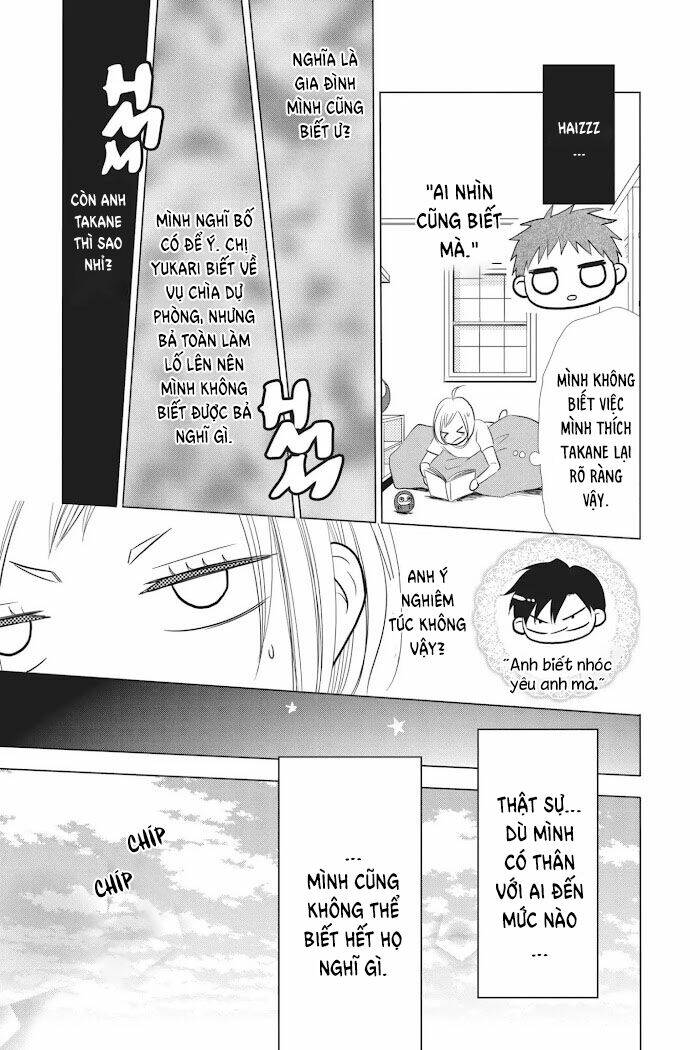 HAIZZZ
...
"AI NHÌN
CŨNG BIẾT
MÀ."
MÌNH KHÔNG
BIẾT VIỆC
MÌNH THÍCH
TAKANE LẠI
RÕ RÀNG
VẬY.
NGHĨA LÀ
GIA ĐÌNH
MÌNH CŨNG
BIẾT Ư?
HMM
MÌNH NGHĨ BỐ
CÓ ĐỂ Ý. CHỊ
YUKARI BIẾT VỀ
VỤ CHÌA DỰ
PHÒNG, NHƯNG
BẢ TOÀN LÀM
LỐ LÊN NÊN
MÌNH KHÔNG
BIẾT ĐƯỢC BẢ
NGHĨ GÌ.
HMM
CÒN ANH
TAKANE
THÌ SAO
NHỈ?
"Anh biết nhóc
yêu anh mà."
ANH Ý
NGHIÊM
TÚC KHÔNG
VẬY?
THẬT SỰ...
DÙ MÌNH
CÓ THÂN
VỚI AI ĐẾN
MỨC NÀO
...
...
MÌNH CŨNG
KHÔNG THỂ
BIẾT HẾT HỌ
NGHĨ GÌ.
CHÍP
CHÍP